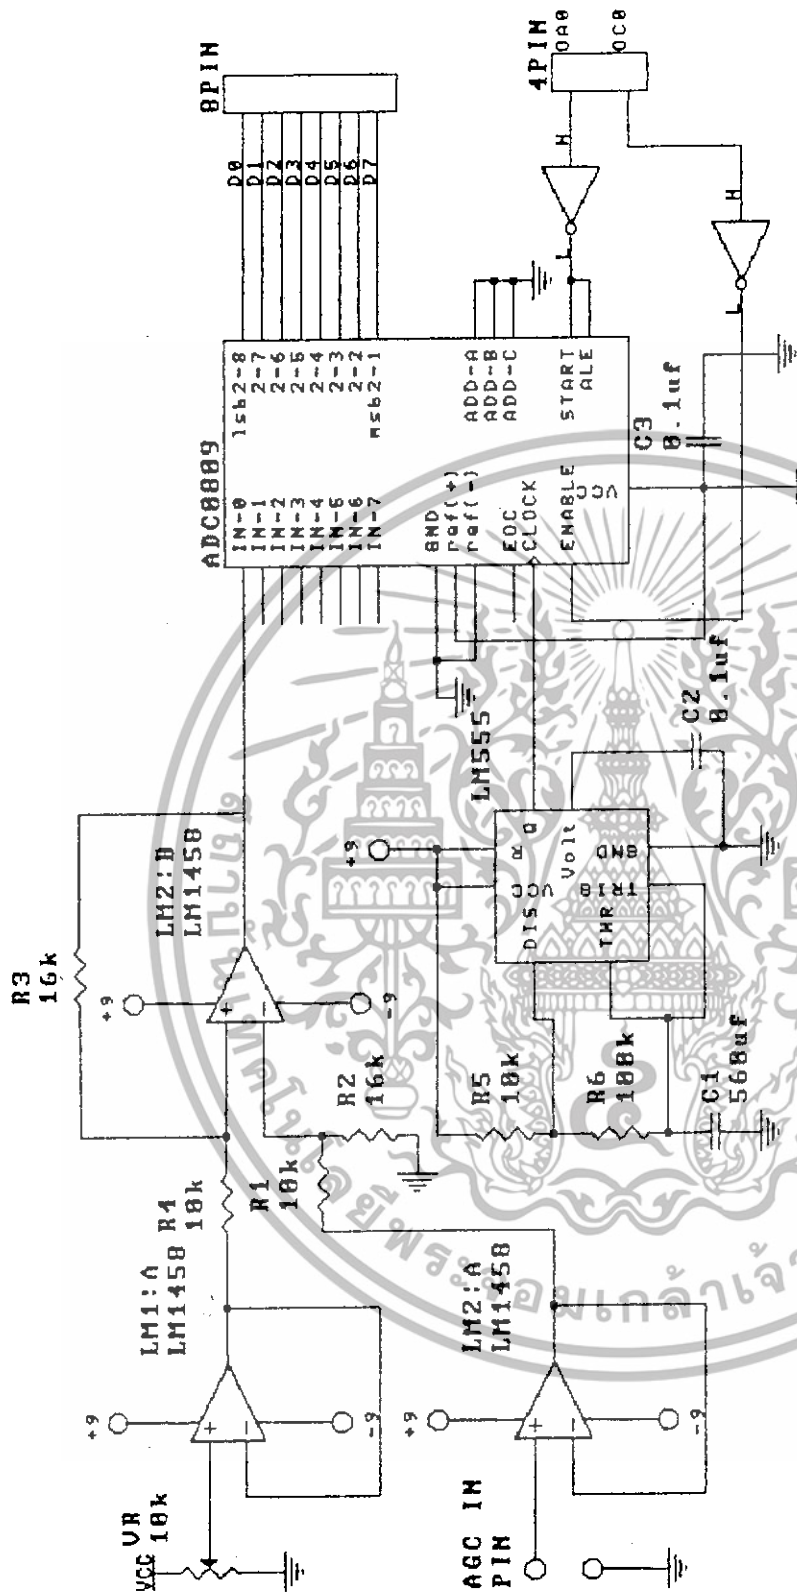 8PIN
D0
D1
D2
D3
D4
D5
D6
D7
4PIN
OA0
OC0
H
L
H
L
ADC0809
IN-0
IN-1
IN-2
IN-3
IN-4
IN-5
IN-6
IN-7
lsb2-8
2-7
2-6
2-5
2-4
2-3
2-2
msb2-1
GND
ref(+)
ref(-)
EOC
CLOCK
ENABLE
ADD-A
ADD-B
ADD-C
START
ALE
VCC
C3
0.1uf
R3
16k
LM2:B
LM1458
+9
+
-
-9
R2
16k
LM555
+9
R
Q
VCC
Volt
DIS
GND
TRIB
THR
C2
0.1uf
R5
10k
R6
100k
C1
560uf
LM1:A
LM1458
R4
10k
R1
10k
+9
+
-
-9
VCC
VR
10k
LM2:A
LM1458
+9
+
-
-9
AGC IN
PIN